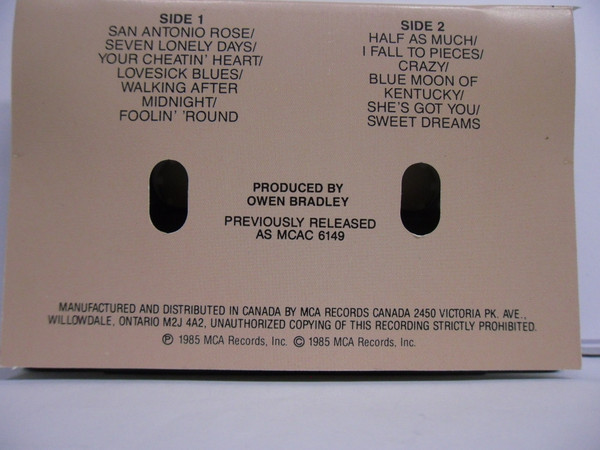 SIDE 1
SAN ANTONIO ROSE/
SEVEN LONELY DAYS/
YOUR CHEATIN' HEART/
LOVESICK BLUES/
WALKING AFTER
MIDNIGHT/
FOOLIN' 'ROUND
SIDE 2
HALF AS MUCH/
I FALL TO PIECES/
CRAZY/
BLUE MOON OF
KENTUCKY/
SHE'S GOT YOU/
SWEET DREAMS
PRODUCED BY
OWEN BRADLEY
PREVIOUSLY RELEASED
AS MCAC 6149
MANUFACTURED AND DISTRIBUTED IN CANADA BY MCA RECORDS CANADA 2450 VICTORIA PK. AVE.,
WILLOWDALE, ONTARIO M2J 4A2, UNAUTHORIZED COPYING OF THIS RECORDING STRICTLY PROHIBITED.
℗ 1985 MCA Records, Inc. © 1985 MCA Records, Inc.